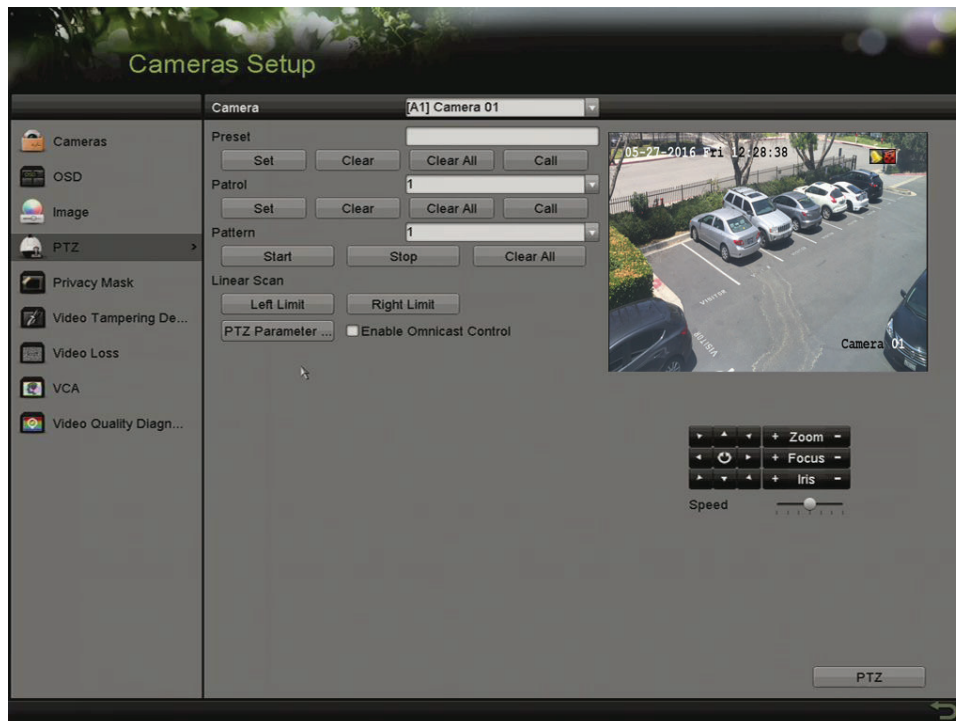 Cameras Setup
Camera [A1] Camera 01
Cameras
OSD
Image
PTZ
Privacy Mask
Video Tampering De...
Video Loss
VCA
Video Quality Diagn...
Preset
Set Clear Clear All Call
Patrol 1
Set Clear Clear All Call
Pattern 1
Start Stop Clear All
Linear Scan
Left Limit Right Limit
PTZ Parameter ... Enable Omnicast Control
05-27-2016 Fri 12:28:38
VISITOR
VISITOR
Camera 01
+ Zoom -
+ Focus -
+ Iris -
Speed
PTZ